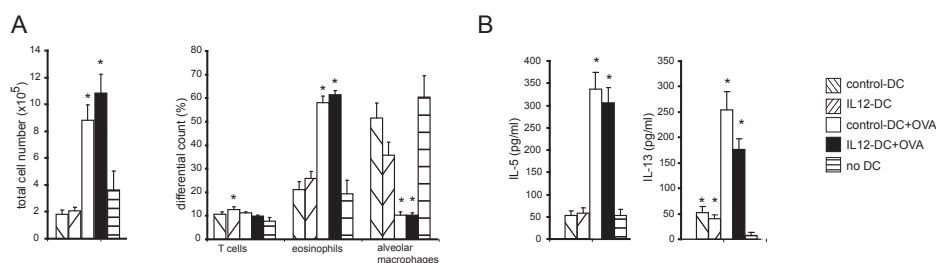 A
total cell number (x10⁵)
14
12
10
8
6
4
2
0
* *
differential count (%)
80
70
60
50
40
30
20
10
0
*
* *
* *
T cells
eosinophils
alveolar
macrophages
B
IL-5 (pg/ml)
400
350
300
250
200
150
100
50
0
* *
IL-13 (pg/ml)
350
300
250
200
150
100
50
0
* * * *
control-DC
IL12-DC
control-DC+OVA
IL12-DC+OVA
no DC